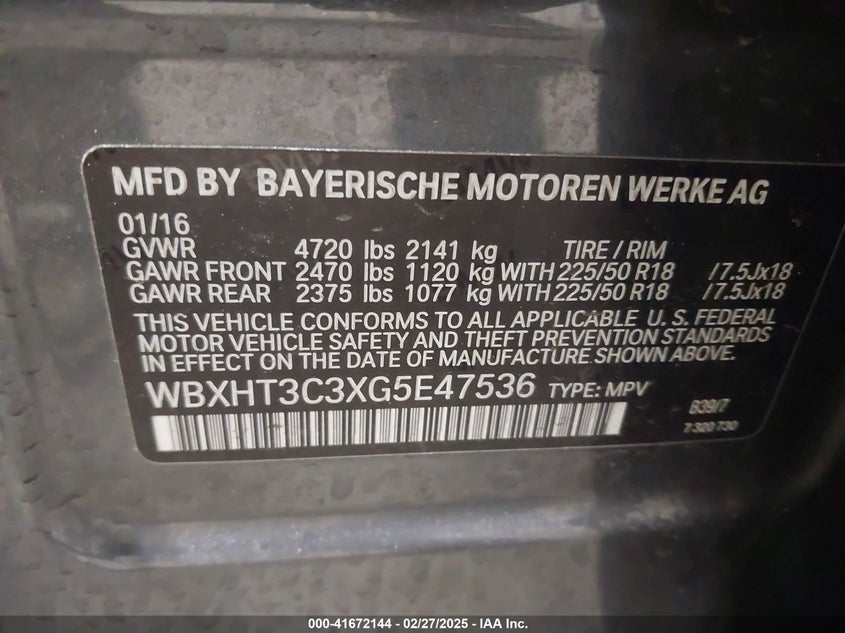 MFD BY BAYERISCHE MOTOREN WERKE AG
01/16
GVWR 4720 lbs 2141 kg TIRE / RIM
GAWR FRONT 2470 lbs 1120 kg WITH 225/50 R18 / 7.5Jx18
GAWR REAR 2375 lbs 1077 kg WITH 225/50 R18 / 7.5Jx18
THIS VEHICLE CONFORMS TO ALL APPLICABLE U. S. FEDERAL
MOTOR VEHICLE SAFETY AND THEFT PREVENTION STANDARDS
IN EFFECT ON THE DATE OF MANUFACTURE SHOWN ABOVE.
WBXHT3C3XG5E47536 TYPE: MPV
7 320 730
000-41672144 - 02/27/2025 - IAA Inc.